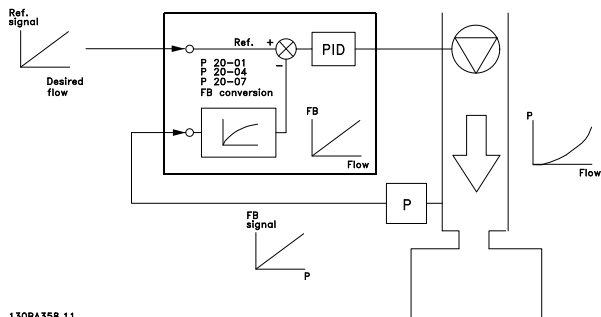 Ref.
signal
Desired
flow
Ref.
+
−
PID
P 20-01
P 20-04
P 20-07
FB conversion
FB
Flow
P
Flow
P
FB
signal
P
130BA358.11